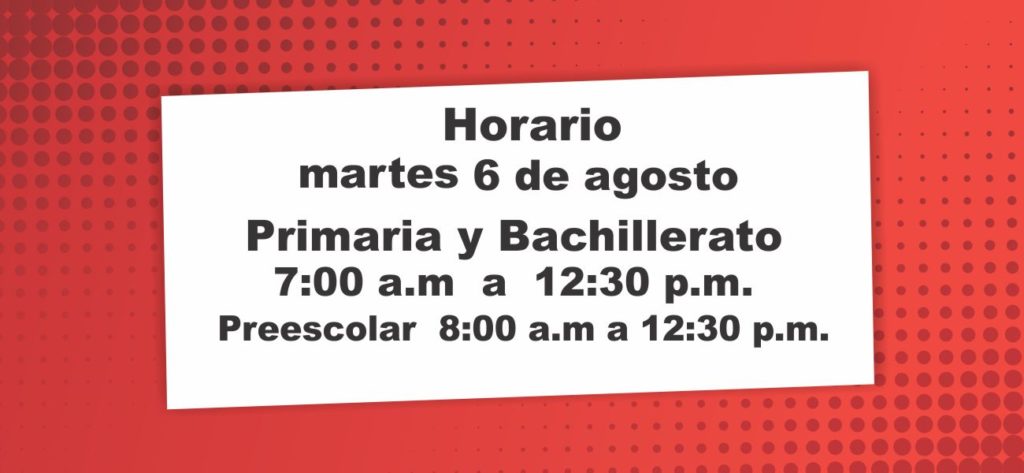 Horario
martes 6 de agosto
Primaria y Bachillerato
7:00 a.m a 12:30 p.m.
Preescolar 8:00 a.m a 12:30 p.m.